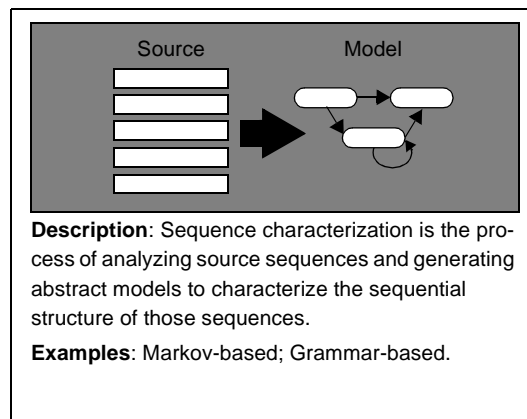 Source Model
Description: Sequence characterization is the pro-
cess of analyzing source sequences and generating
abstract models to characterize the sequential
structure of those sequences.
Examples: Markov-based; Grammar-based.